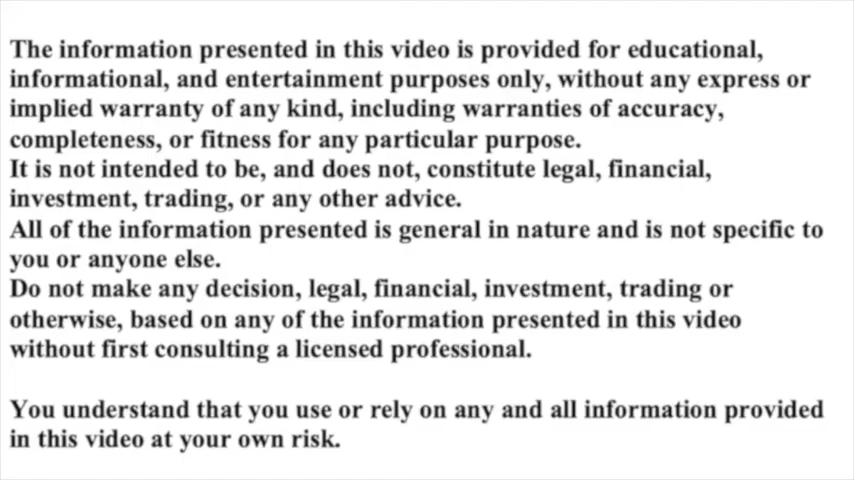 The information presented in this video is provided for educational,
informational, and entertainment purposes only, without any express or
implied warranty of any kind, including warranties of accuracy,
completeness, or fitness for any particular purpose.
It is not intended to be, and does not, constitute legal, financial,
investment, trading, or any other advice.
All of the information presented is general in nature and is not specific to
you or anyone else.
Do not make any decision, legal, financial, investment, trading or
otherwise, based on any of the information presented in this video
without first consulting a licensed professional.
You understand that you use or rely on any and all information provided
in this video at your own risk.